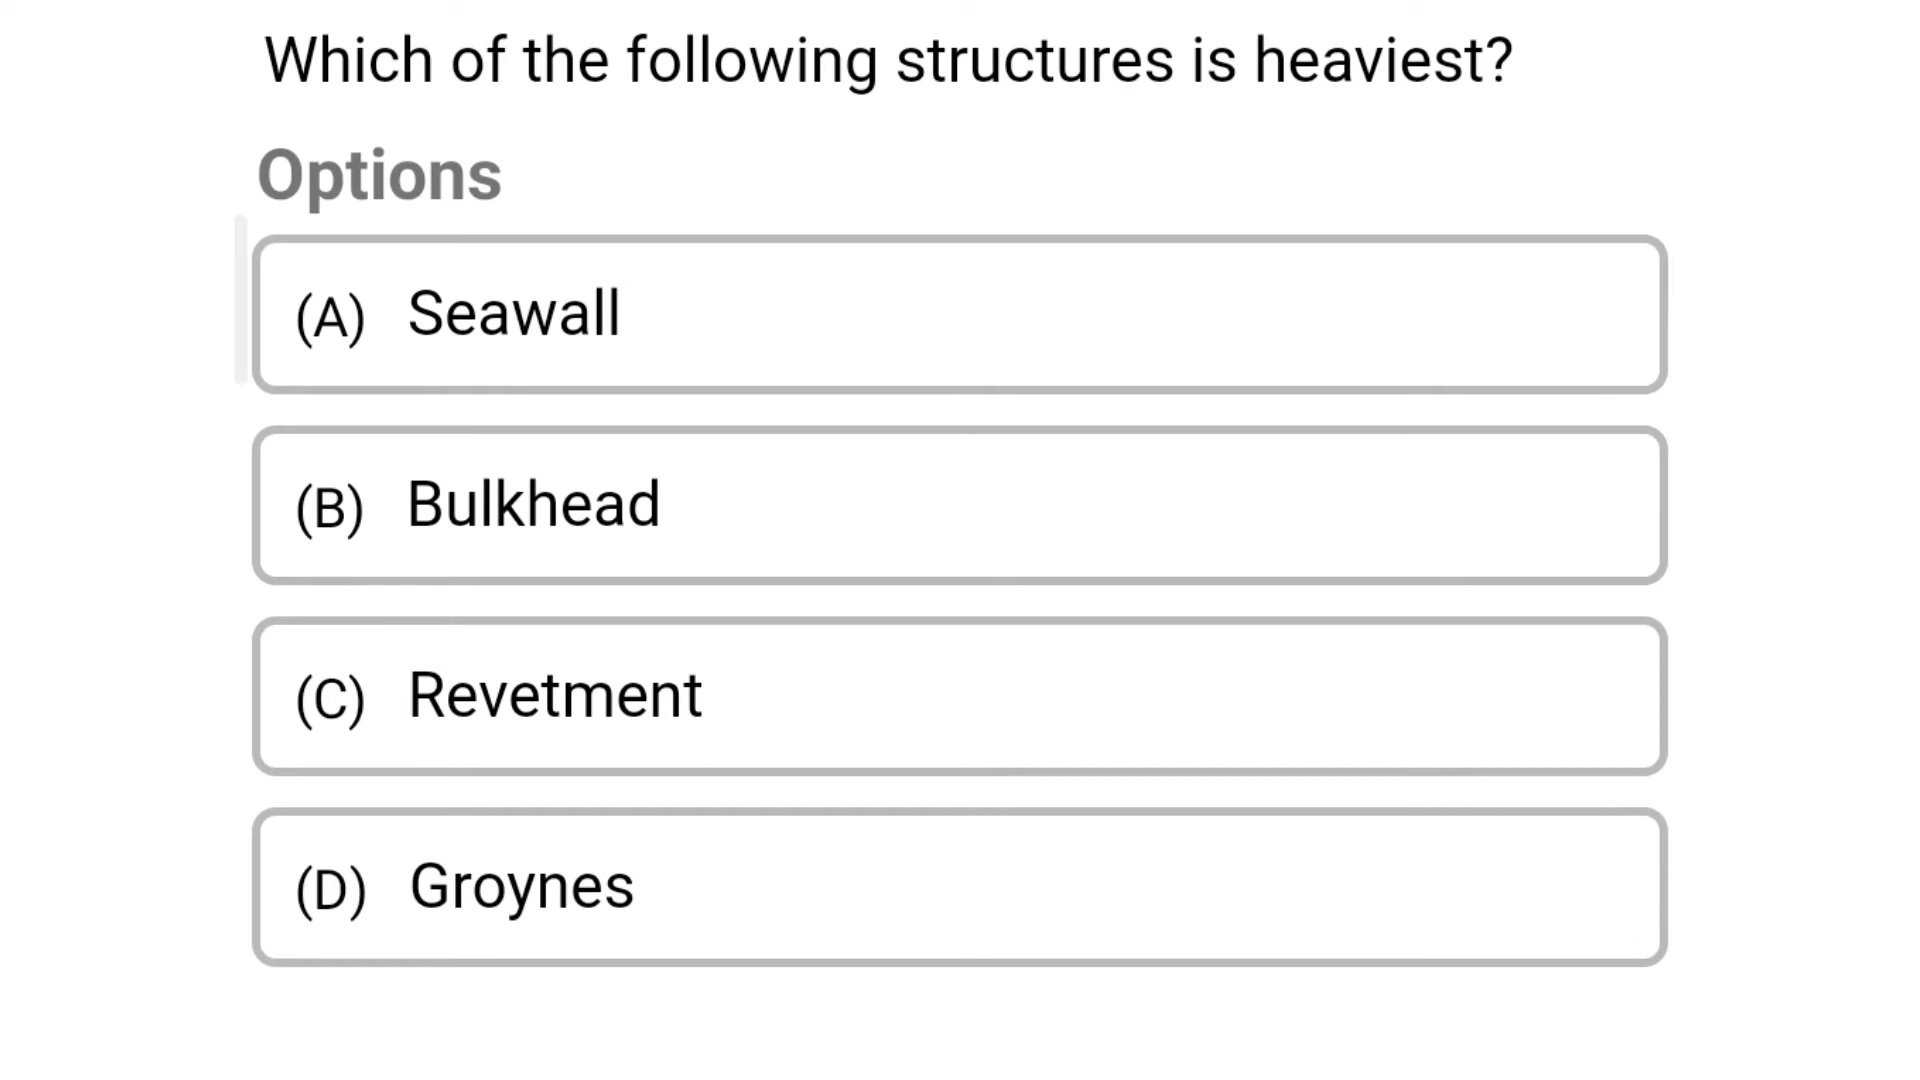 Which of the following structures is heaviest?
Options
(A) Seawall
(B) Bulkhead
(C) Revetment
(D) Groynes